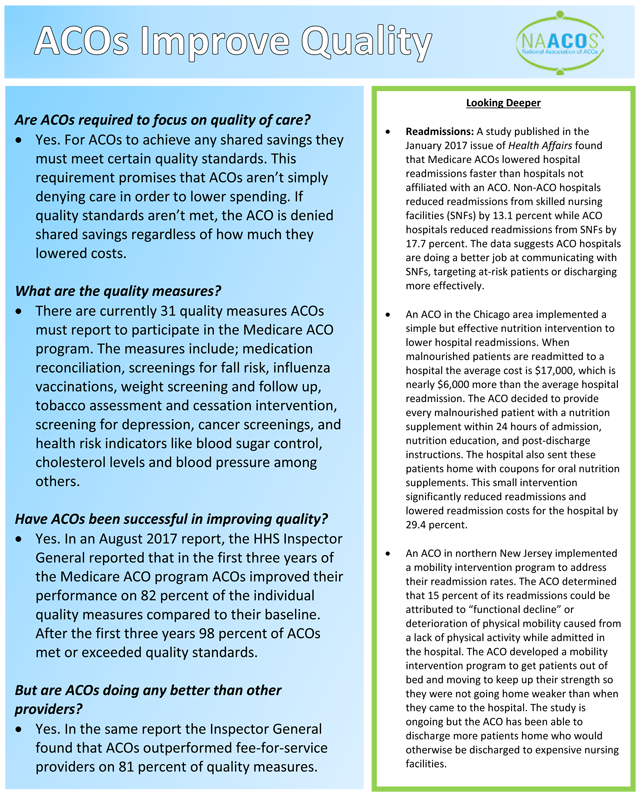 ACOs Improve Quality
NAACOS
National Association of ACOs
Are ACOs required to focus on quality of care?
• Yes. For ACOs to achieve any shared savings they
must meet certain quality standards. This
requirement promises that ACOs aren’t simply
denying care in order to lower spending. If
quality standards aren’t met, the ACO is denied
shared savings regardless of how much they
lowered costs.
What are the quality measures?
• There are currently 31 quality measures ACOs
must report to participate in the Medicare ACO
program. The measures include; medication
reconciliation, screenings for fall risk, influenza
vaccinations, weight screening and follow up,
tobacco assessment and cessation intervention,
screening for depression, cancer screenings, and
health risk indicators like blood sugar control,
cholesterol levels and blood pressure among
others.
Have ACOs been successful in improving quality?
• Yes. In an August 2017 report, the HHS Inspector
General reported that in the first three years of
the Medicare ACO program ACOs improved their
performance on 82 percent of the individual
quality measures compared to their baseline.
After the first three years 98 percent of ACOs
met or exceeded quality standards.
But are ACOs doing any better than other
providers?
• Yes. In the same report the Inspector General
found that ACOs outperformed fee-for-service
providers on 81 percent of quality measures.
Looking Deeper
• Readmissions: A study published in the
January 2017 issue of Health Affairs found
that Medicare ACOs lowered hospital
readmissions faster than hospitals not
affiliated with an ACO. Non-ACO hospitals
reduced readmissions from skilled nursing
facilities (SNFs) by 13.1 percent while ACO
hospitals reduced readmissions from SNFs by
17.7 percent. The data suggests ACO hospitals
are doing a better job at communicating with
SNFs, targeting at-risk patients or discharging
more effectively.
• An ACO in the Chicago area implemented a
simple but effective nutrition intervention to
lower hospital readmissions. When
malnourished patients are readmitted to a
hospital the average cost is $17,000, which is
nearly $6,000 more than the average hospital
readmission. The ACO decided to provide
every malnourished patient with a nutrition
supplement within 24 hours of admission,
nutrition education, and post-discharge
instructions. The hospital also sent these
patients home with coupons for oral nutrition
supplements. This small intervention
significantly reduced readmissions and
lowered readmission costs for the hospital by
29.4 percent.
• An ACO in northern New Jersey implemented
a mobility intervention program to address
their readmission rates. The ACO determined
that 15 percent of its readmissions could be
attributed to “functional decline” or
deterioration of physical mobility caused from
a lack of physical activity while admitted in
the hospital. The ACO developed a mobility
intervention program to get patients out of
bed and moving to keep up their strength so
they were not going home weaker than when
they came to the hospital. The study is
ongoing but the ACO has been able to
discharge more patients home who would
otherwise be discharged to expensive nursing
facilities.